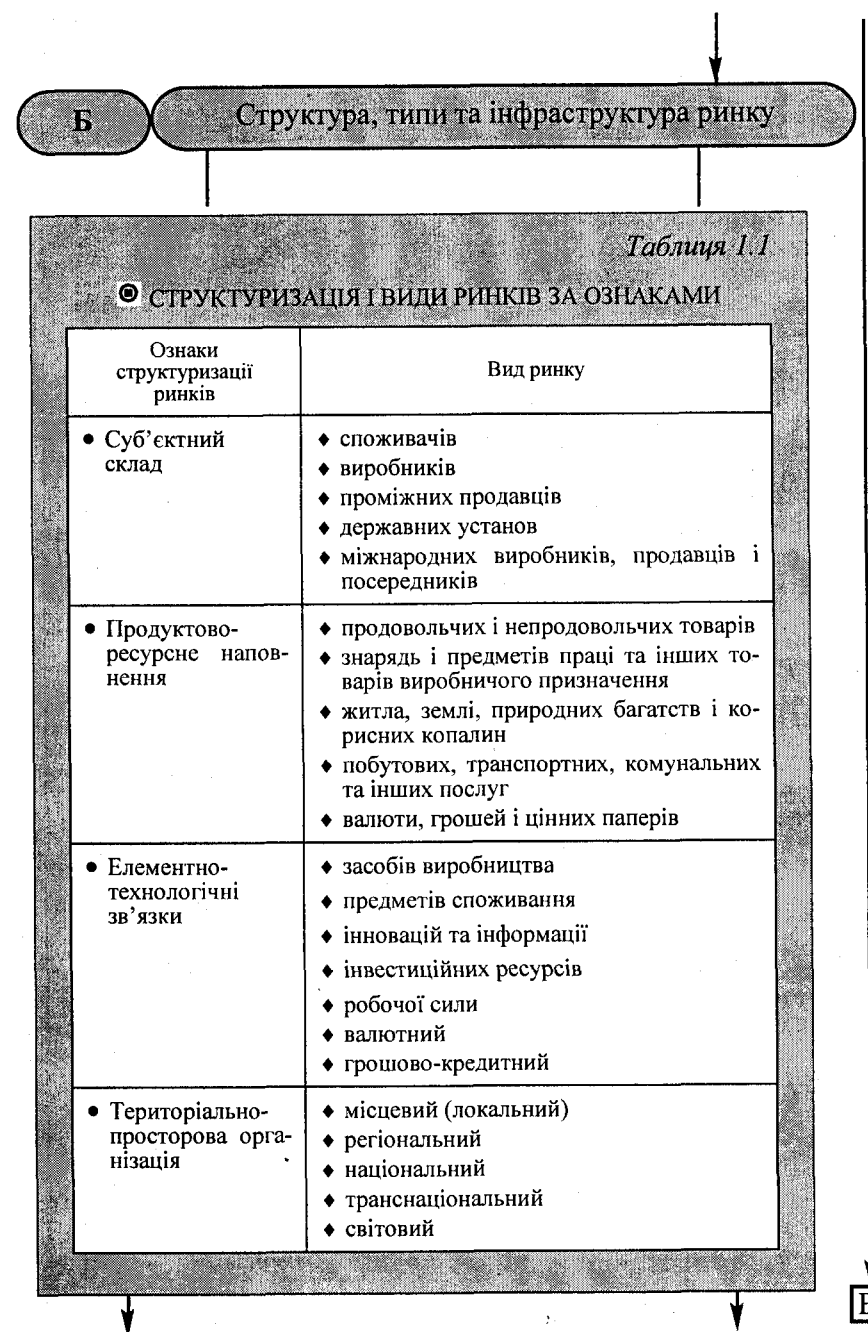 Б Структура, типи та інфраструктура ринку
Таблиця 1.1
СТРУКТУРИЗАЦІЯ І ВИДИ РИНКІВ ЗА ОЗНАКАМИ
Ознаки
структуризації
ринків
Вид ринку
• Суб’єктний
склад
♦ споживачів
♦ виробників
♦ проміжних продавців
♦ державних установ
♦ міжнародних виробників, продавців і
посередників
• Продуктово-
ресурсне напов-
нення
♦ продовольчих і непродовольчих товарів
♦ знарядь і предметів праці та інших то-
варів виробничого призначення
♦ житла, землі, природних багатств і ко-
рисних копалин
♦ побутових, транспортних, комунальних
та інших послуг
♦ валюти, грошей і цінних паперів
• Елементно-
технологічні
зв’язки
♦ засобів виробництва
♦ предметів споживання
♦ інновацій та інформації
♦ інвестиційних ресурсів
♦ робочої сили
♦ валютний
♦ грошово-кредитний
• Територіально-
просторова орга-
нізація
♦ місцевий (локальний)
♦ регіональний
♦ національний
♦ транснаціональний
♦ світовий